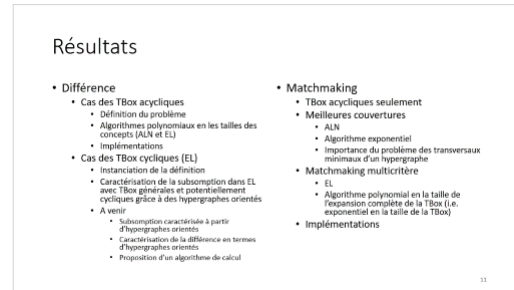 Résultats
• Différence
• Cas des TBox acycliques
• Définition du problème
• Algorithmes polynomiaux en les tailles des
concepts (ALN et EL)
• Implémentations
• Cas des TBox cycliques (EL)
• Instanciation de la définition
• Caractérisation de la subsomption dans EL
avec TBox générales et potentiellement
cycliques grâce à des hypergraphes orientés
• A venir
• Subsomption caractérisée à partir
d'hypergraphes orientés
• Caractérisation de la différence en termes
d'hypergraphes orientés
• Proposition d'un algorithme de calcul
• Matchmaking
• TBox acycliques seulement
• Meilleures couvertures
• ALN
• Algorithme exponentiel
• Importance du problème des transversaux
minimaux d'un hypergraphe
• Matchmaking multicritère
• EL
• Algorithme polynomial en la taille de
l'expansion complète de la TBox (i.e.
exponentiel en la taille de la TBox)
• Implémentations
11